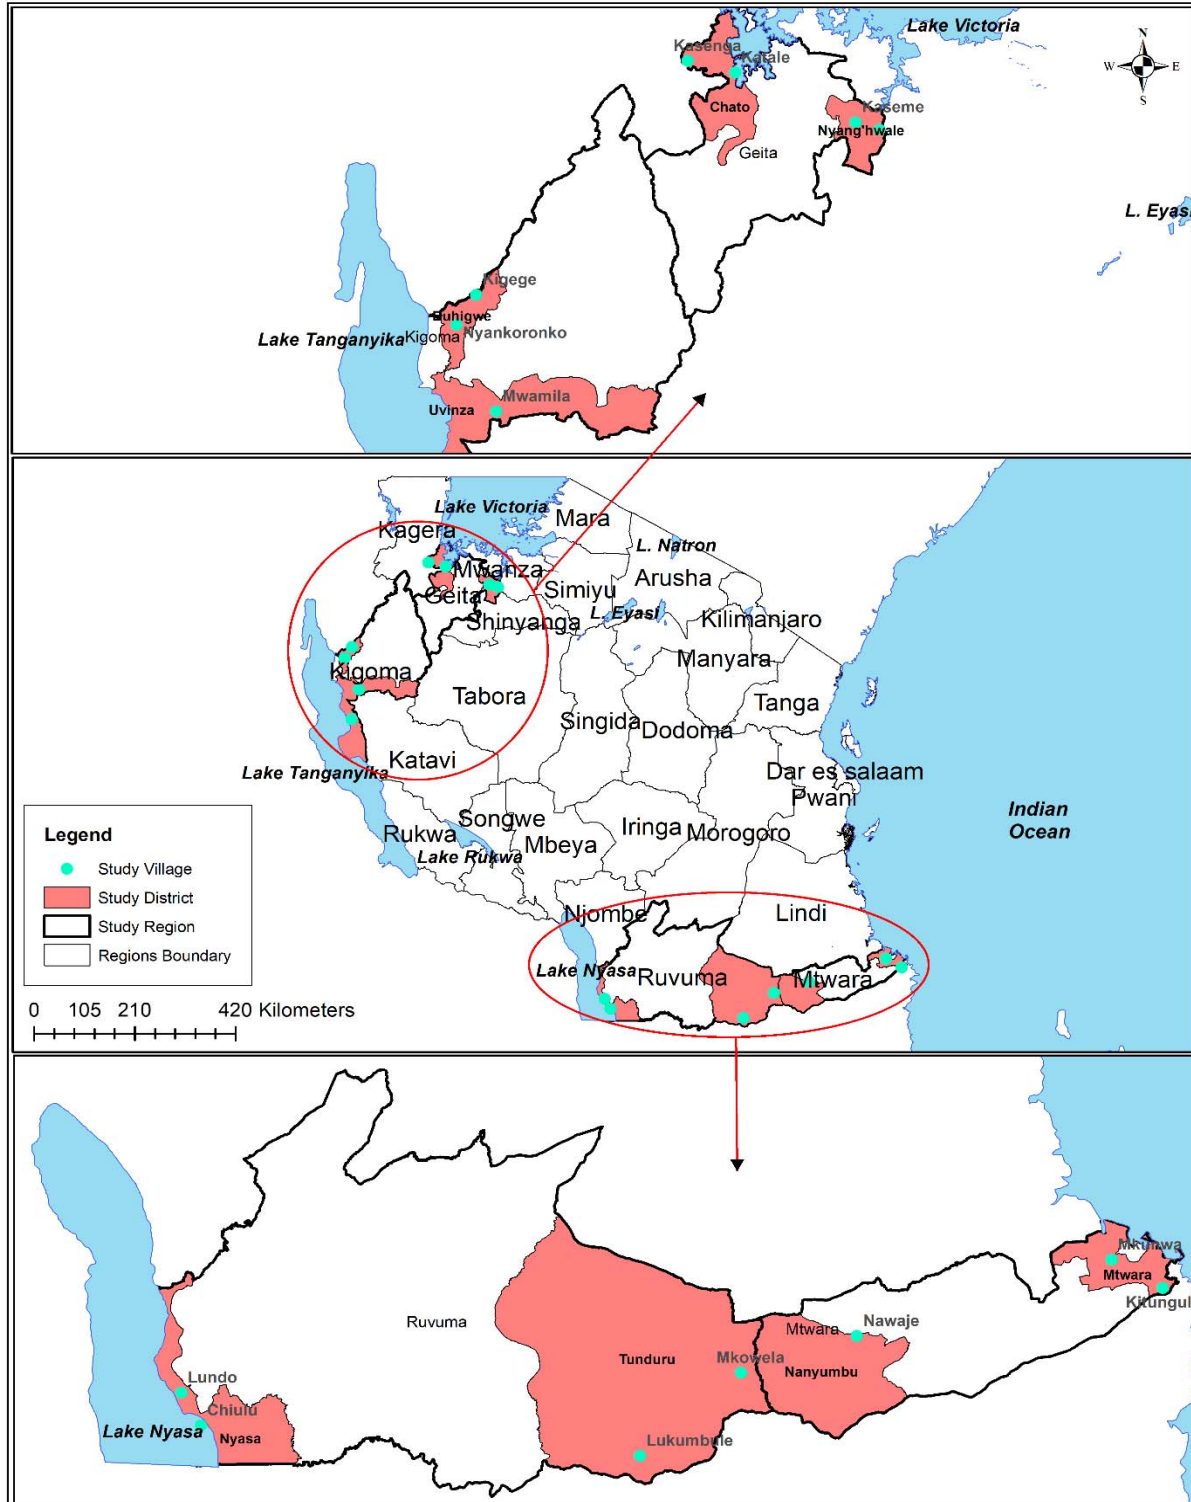 Lake Victoria
N
W
E
S
Kasenga
Katale
Chato
Kaseme
Nyang'hwale
Geita
L. Eyasi
Kigege
Buhigwe
Kigoma
Nyankoronko
Lake Tanganyika
Uvinza
Mwamila
Lake Victoria
Mara
Kagera
L. Natron
Mwanza
Arusha
Simiyu
Geita
L. Eyasi
Shinyanga
Kilimanjaro
Manyara
Kigoma
Tabora
Tanga
Singida
Dodoma
Katavi
Lake Tanganyika
Dar es salaam
Pwani
Indian
Ocean
Songwe
Rukwa
Iringa
Morogoro
Mbeya
Lake Rukwa
Njombe
Lindi
Lake Nyasa
Ruvuma
Mtwara
Legend
Study Village
Study District
Study Region
Regions Boundary
0 105 210 420 Kilometers
Mkunwa
Mtwara
Kitungul
Ruvuma
Mtwara
Nawaje
Tunduru
Mkowela
Nanyumbu
Lundo
Chiulu
Lake Nyasa
Nyasa
Lukumbule